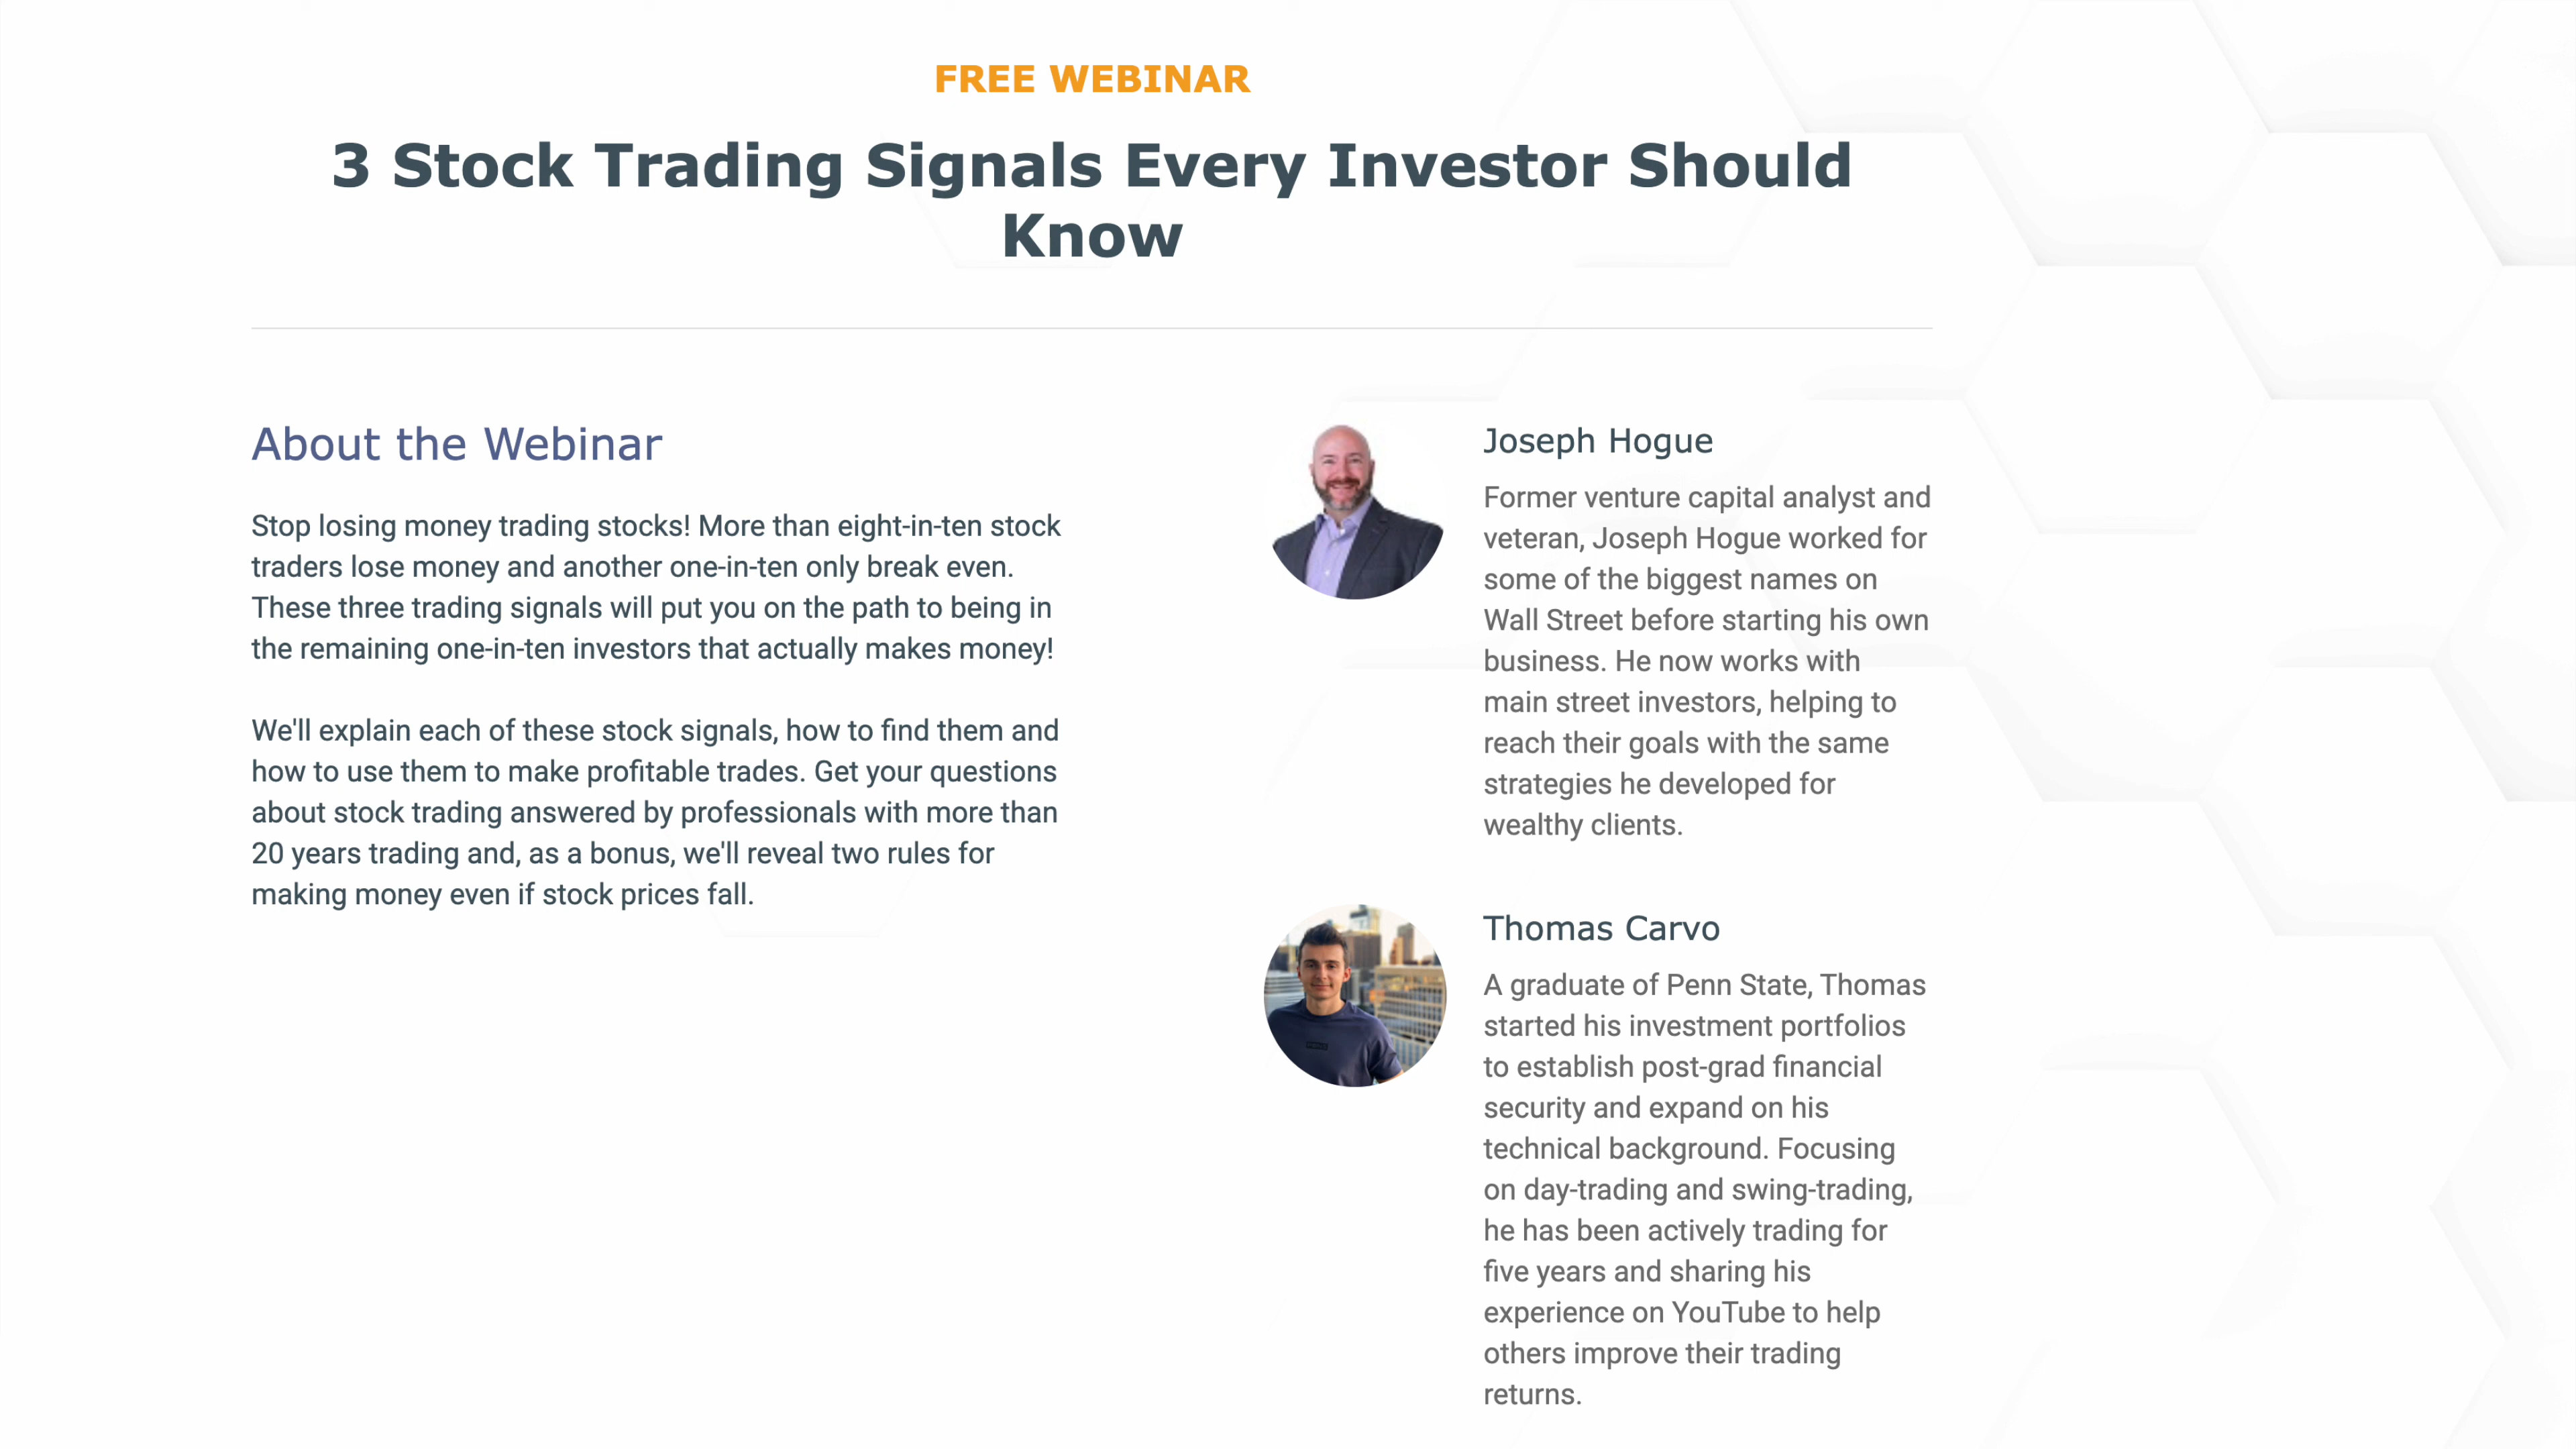 FREE WEBINAR
3 Stock Trading Signals Every Investor Should
Know
About the Webinar
Stop losing money trading stocks! More than eight-in-ten stock
traders lose money and another one-in-ten only break even.
These three trading signals will put you on the path to being in
the remaining one-in-ten investors that actually makes money!
We'll explain each of these stock signals, how to find them and
how to use them to make profitable trades. Get your questions
about stock trading answered by professionals with more than
20 years trading and, as a bonus, we'll reveal two rules for
making money even if stock prices fall.
Joseph Hogue
Former venture capital analyst and
veteran, Joseph Hogue worked for
some of the biggest names on
Wall Street before starting his own
business. He now works with
main street investors, helping to
reach their goals with the same
strategies he developed for
wealthy clients.
Thomas Carvo
A graduate of Penn State, Thomas
started his investment portfolios
to establish post-grad financial
security and expand on his
technical background. Focusing
on day-trading and swing-trading,
he has been actively trading for
five years and sharing his
experience on YouTube to help
others improve their trading
returns.